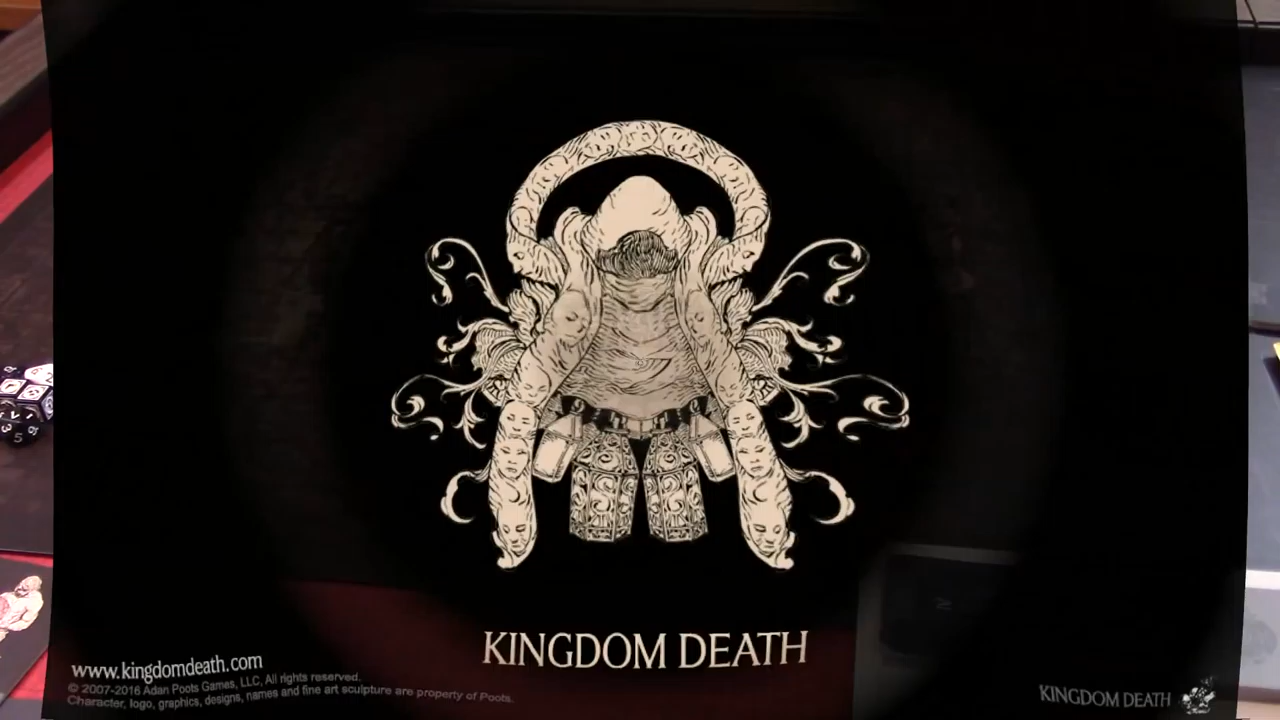 KINGDOM DEATH
www.kingdomdeath.com
© 2007-2016 Adan Poots Games, LLC, All rights reserved.
Character, logo, graphics, designs, names and fine art sculpture are property of Poots.
KINGDOM DEATH